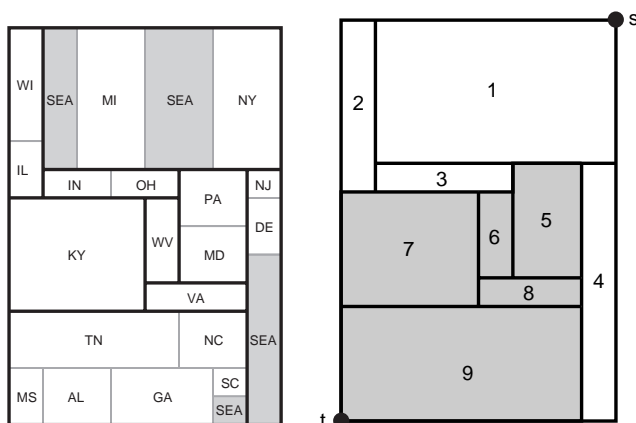 WI
SEA
MI
SEA
NY
IL
IN
OH
PA
NJ
KY
WV
MD
DE
VA
TN
NC
SEA
MS
AL
GA
SC
SEA
s
1
2
3
5
6
7
4
8
9
t